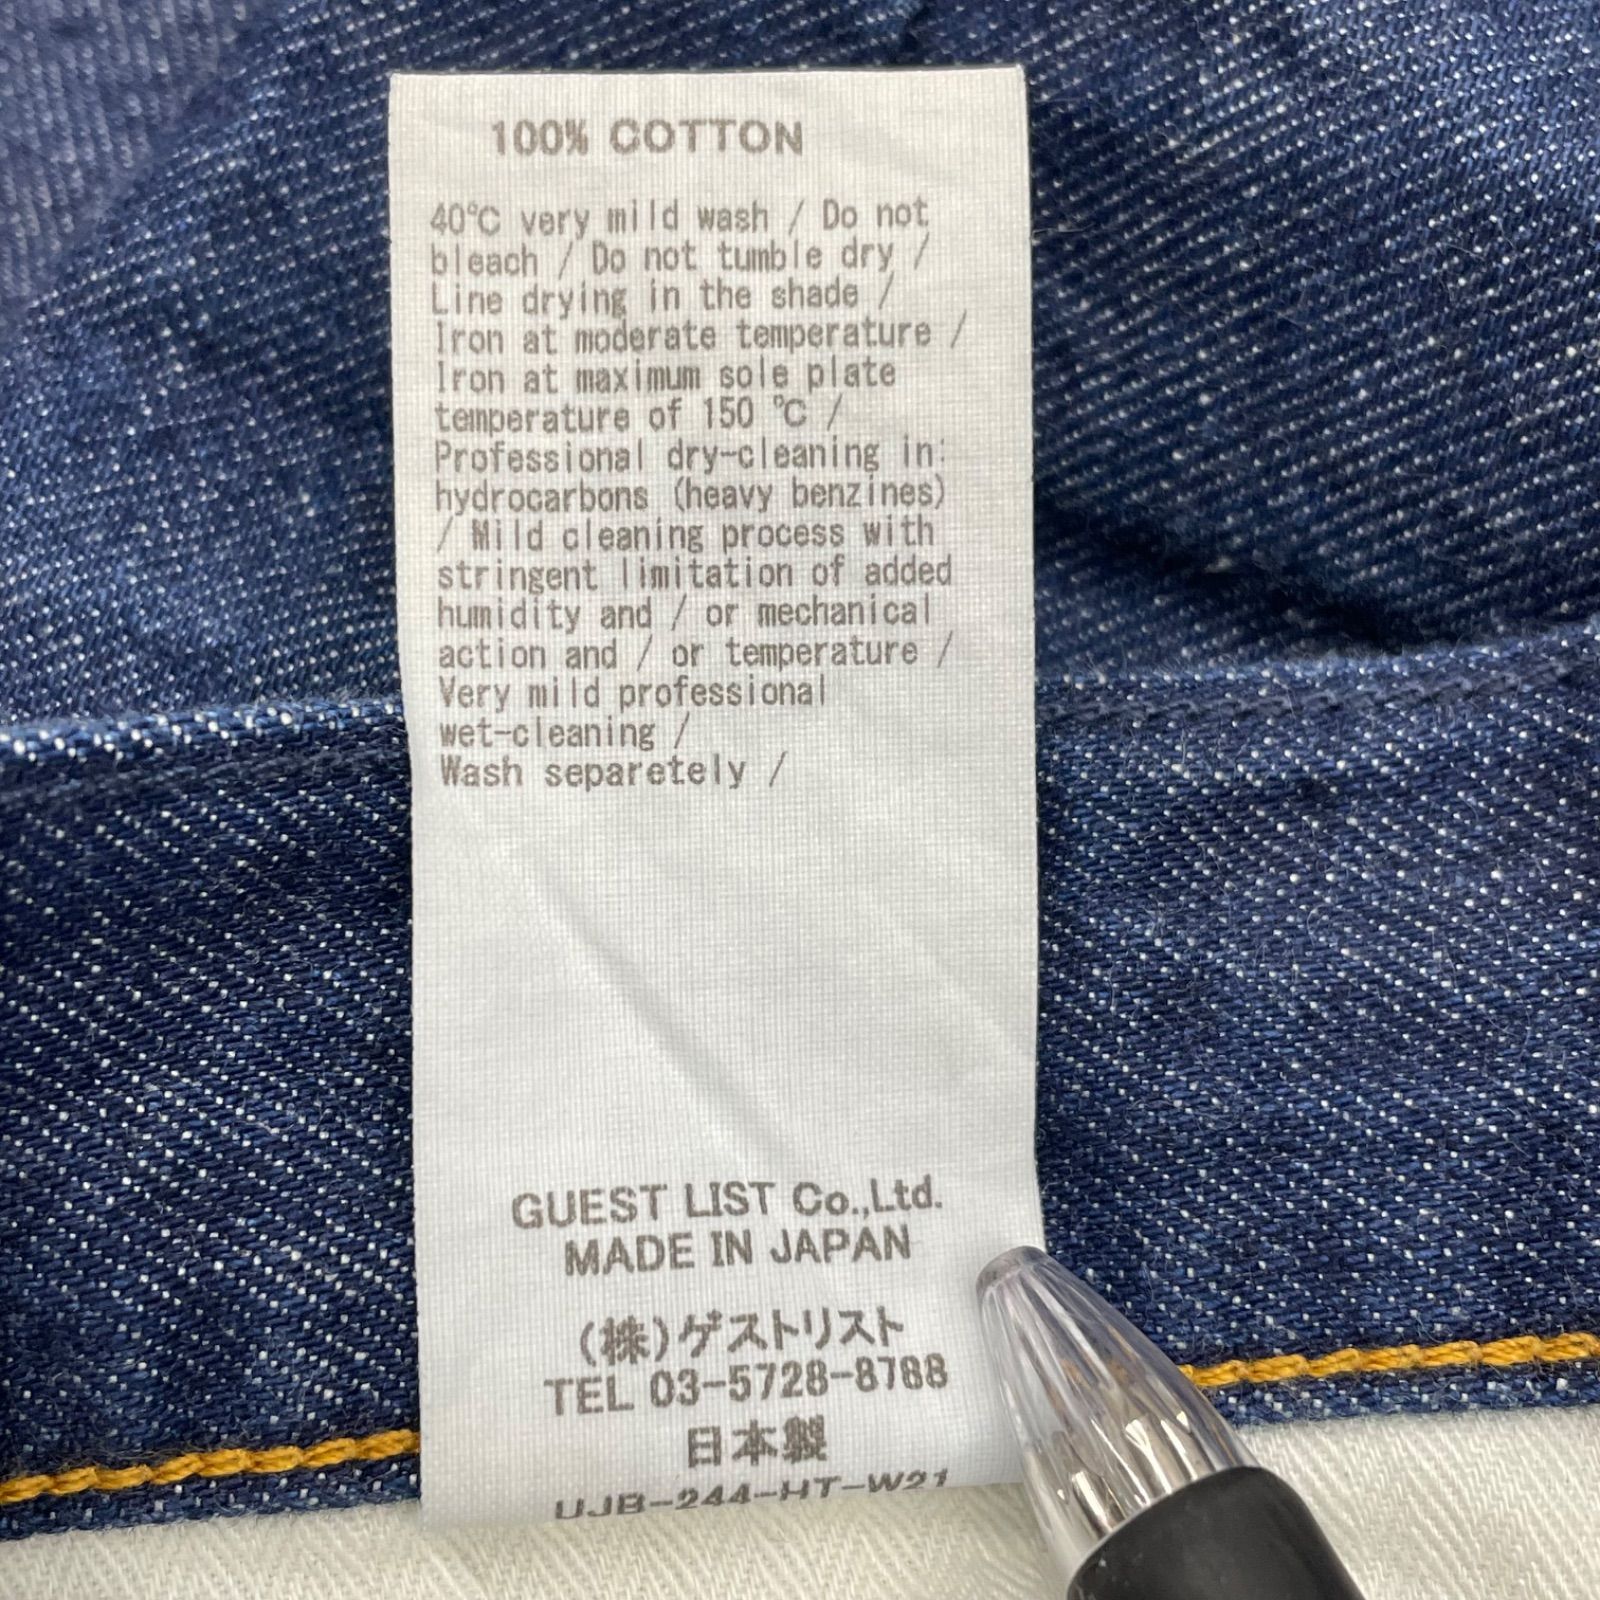 100% COTTON
40℃ very mild wash / Do not
bleach / Do not tumble dry /
Line drying in the shade /
Iron at moderate temperature /
Iron at maximum sole plate
temperature of 150 ℃ /
Professional dry-cleaning in:
hydrocarbons (heavy benzines)
/ Mild cleaning process with
stringent limitation of added
humidity and / or mechanical
action and / or temperature /
Very mild professional
wet-cleaning /
Wash separetely /
GUEST LIST Co.,Ltd.
MADE IN JAPAN
(株)ゲストリスト
TEL 03-5728-8788
日本製
UJB-244-HT-W21